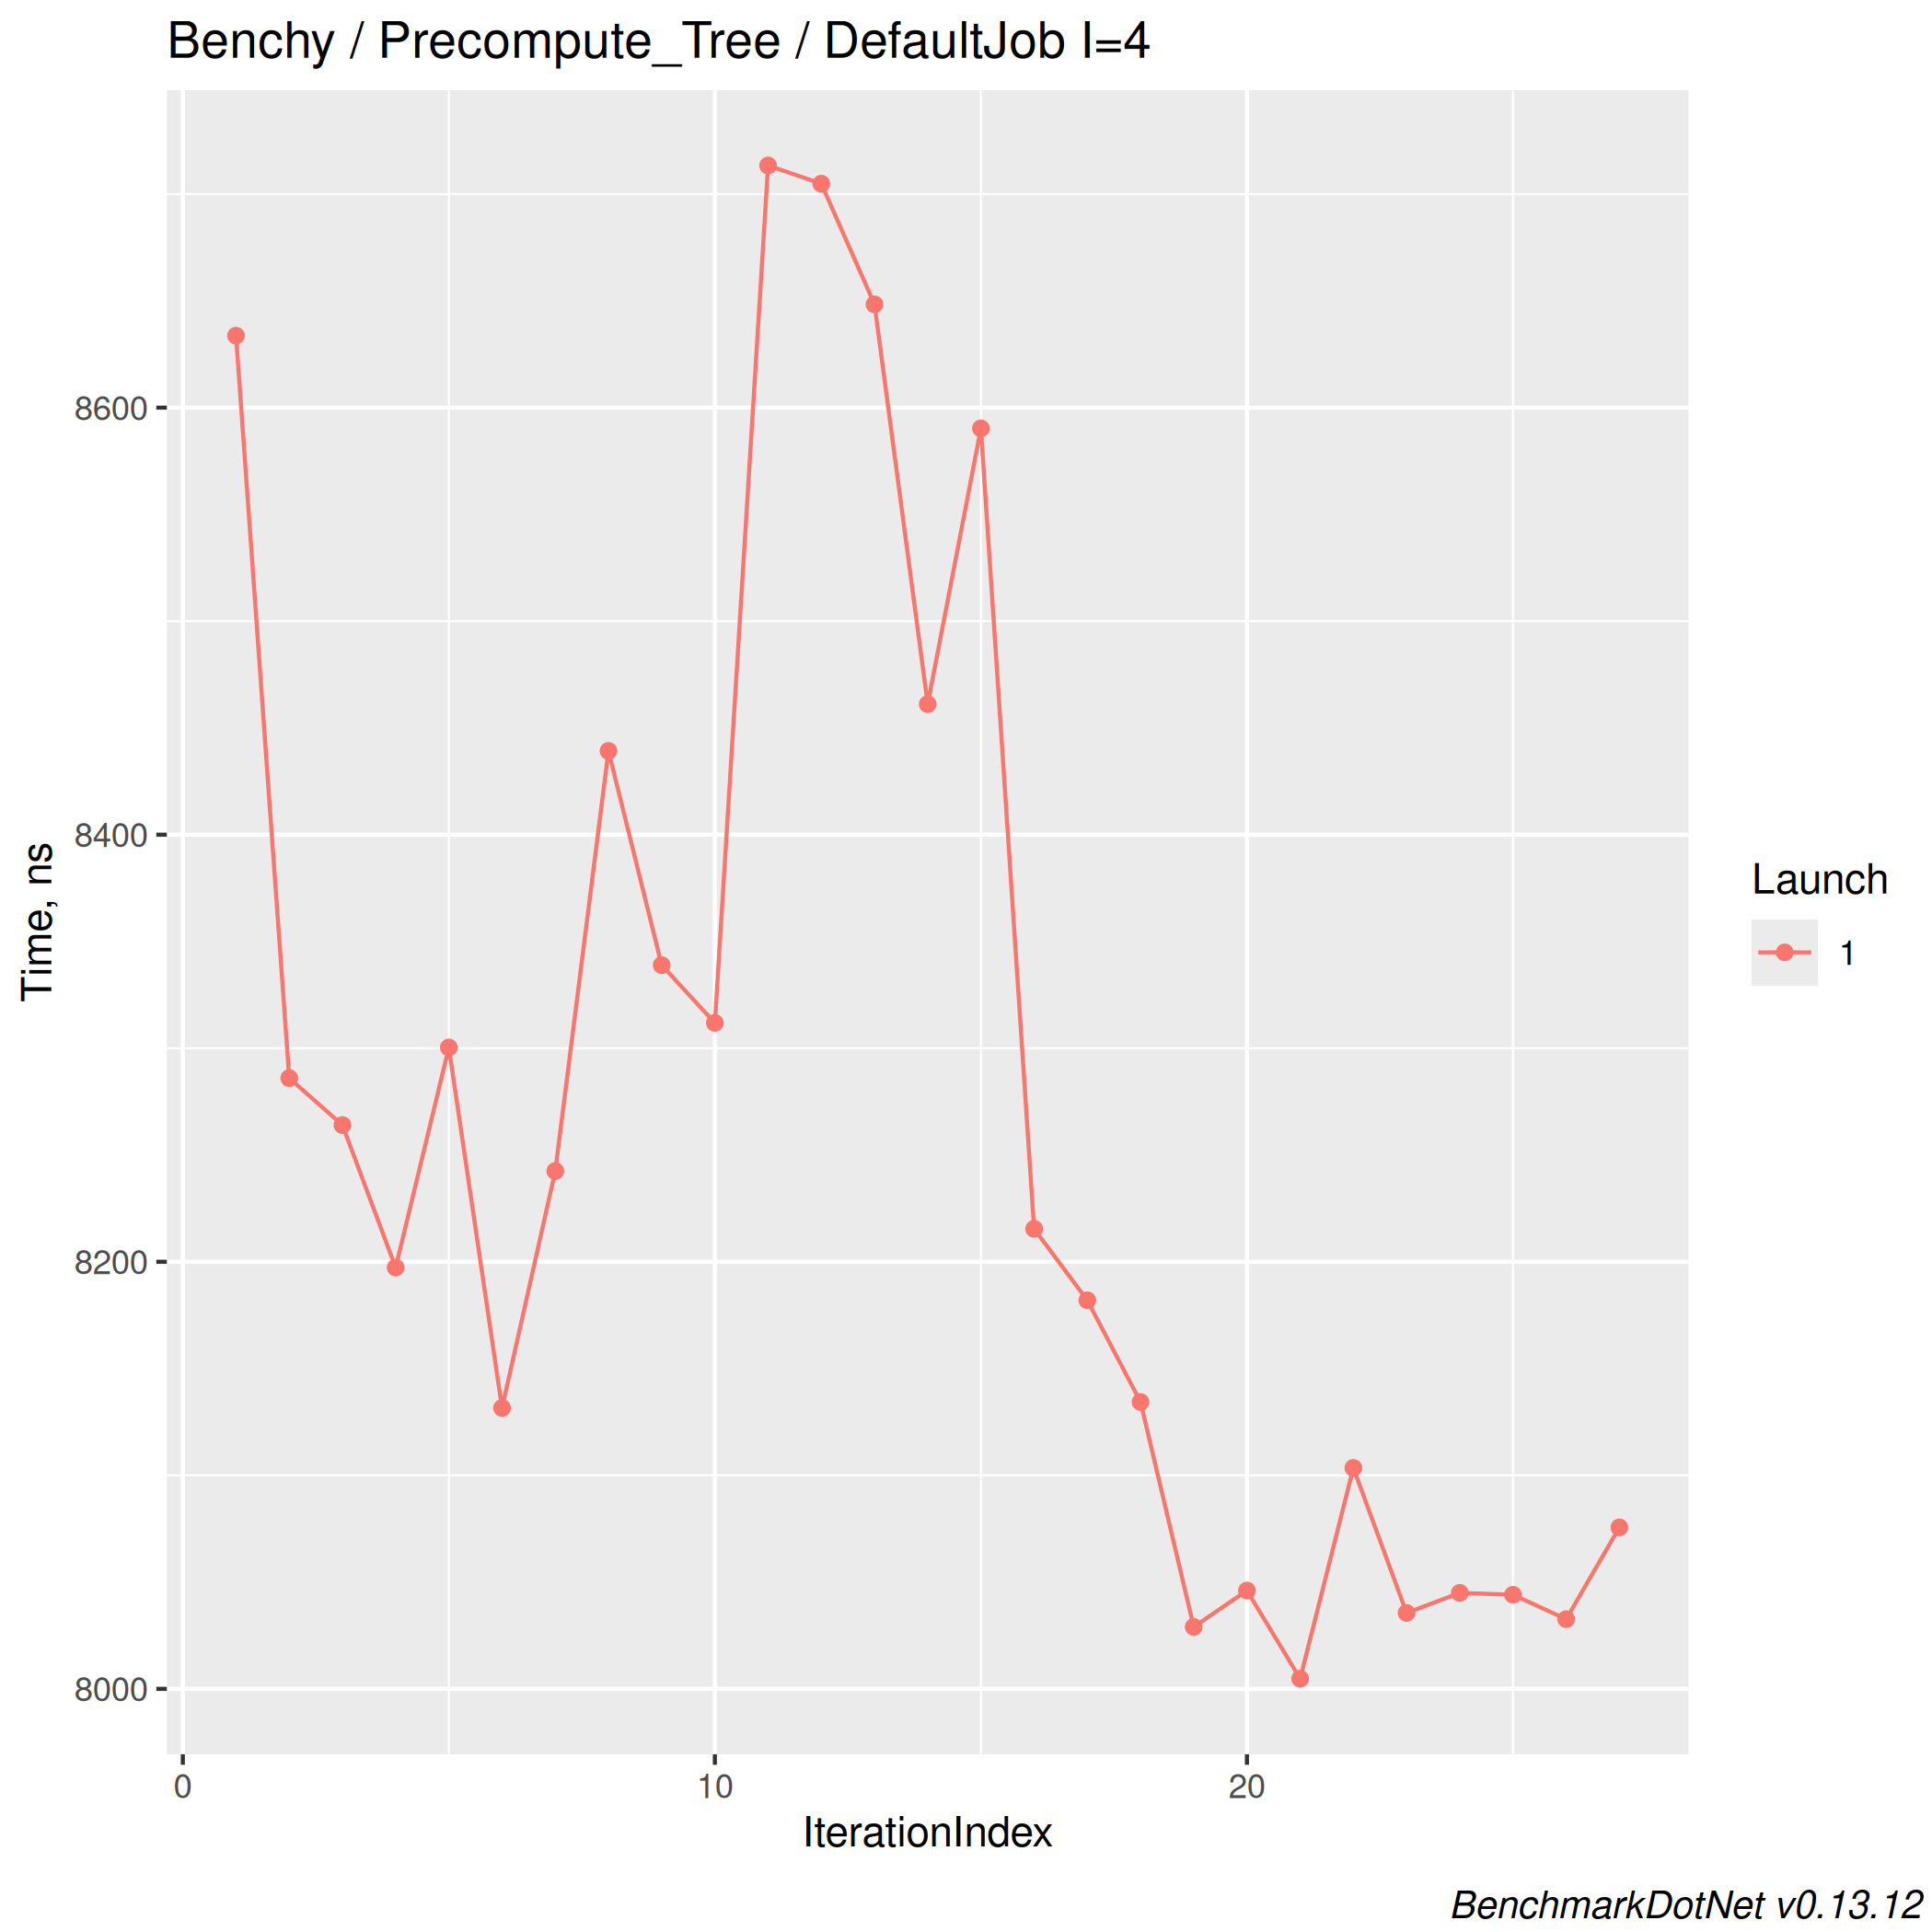 Benchy / Precompute_Tree / DefaultJob I=4
8600
8400
8200
8000
Time, ns
0
10
20
IterationIndex
Launch
1
BenchmarkDotNet v0.13.12